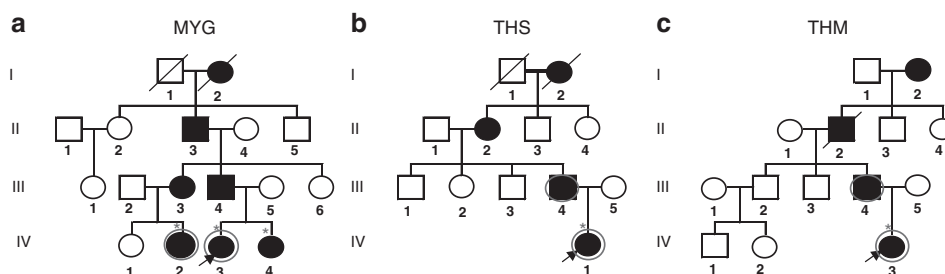 a MYG b THS c THM
I I I
1 2 1 2 1 2
II II II
1 2 3 4 5 1 2 3 4 1 2 3 4
III III III
1 2 3 4 5 6 1 2 3 4 5 1 2 3 4 5
IV IV IV
* * * * *
1 2 3 4 1 1 2 3